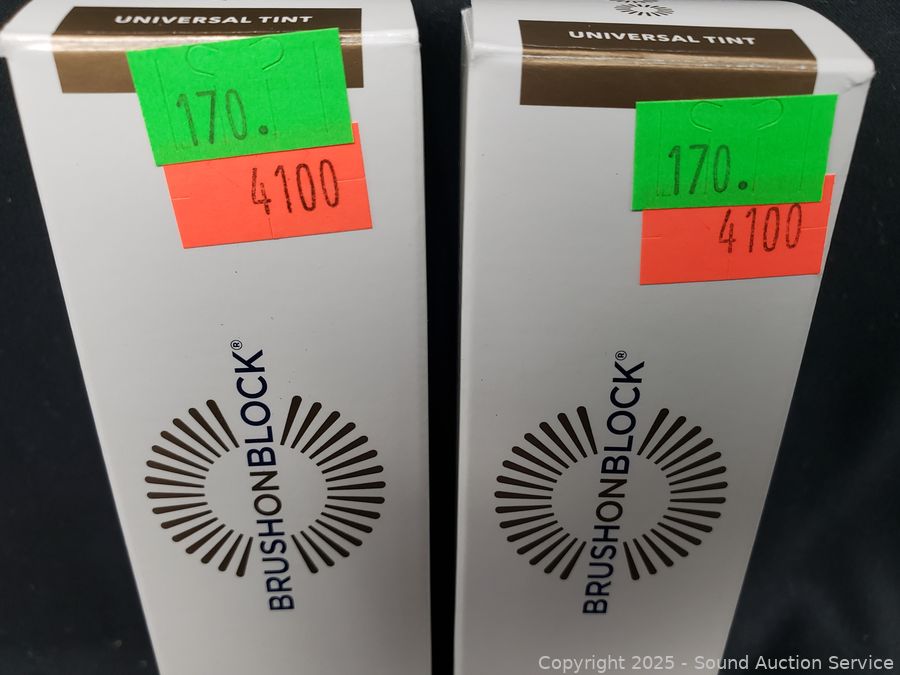 UNIVERSAL TINT
170.
4100
BRUSHONBLOCK®
UNIVERSAL TINT
170.
4100
BRUSHONBLOCK®
Copyright © 2025 - Sound Auction Service